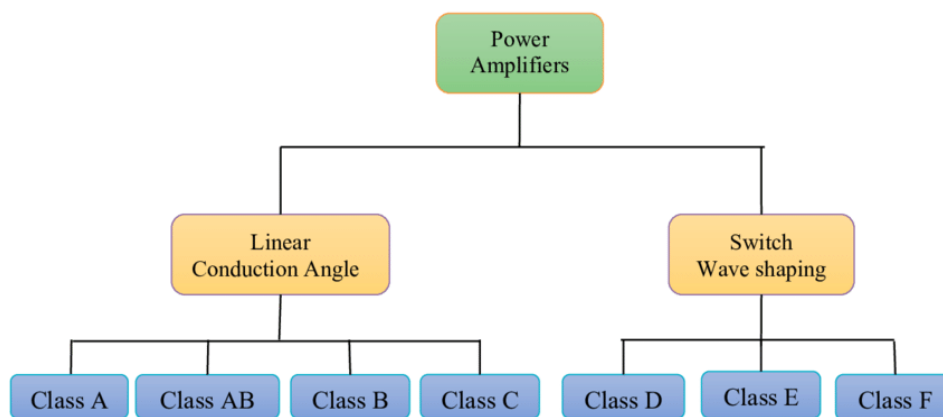 Power
Amplifiers
Linear
Conduction Angle
Switch
Wave shaping
Class A
Class AB
Class B
Class C
Class D
Class E
Class F